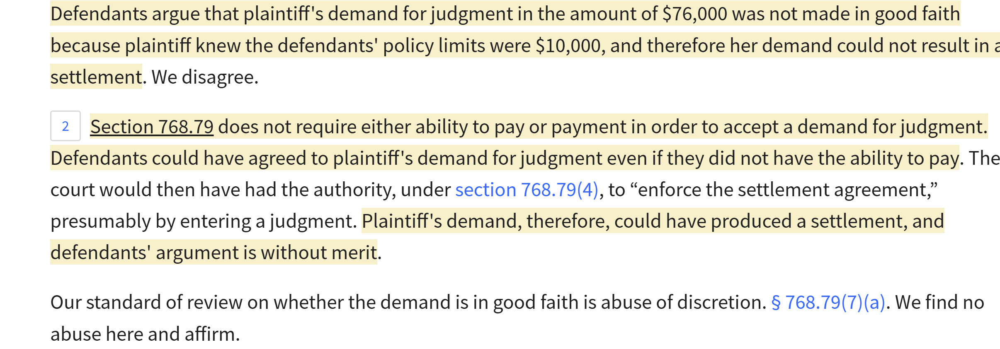 Defendants argue that plaintiff's demand for judgment in the amount of $76,000 was not made in good faith
because plaintiff knew the defendants' policy limits were $10,000, and therefore her demand could not result in a
settlement. We disagree.
2 Section 768.79 does not require either ability to pay or payment in order to accept a demand for judgment.
Defendants could have agreed to plaintiff's demand for judgment even if they did not have the ability to pay. The
court would then have had the authority, under section 768.79(4), to “enforce the settlement agreement,”
presumably by entering a judgment. Plaintiff's demand, therefore, could have produced a settlement, and
defendants' argument is without merit.
Our standard of review on whether the demand is in good faith is abuse of discretion. § 768.79(7)(a). We find no
abuse here and affirm.